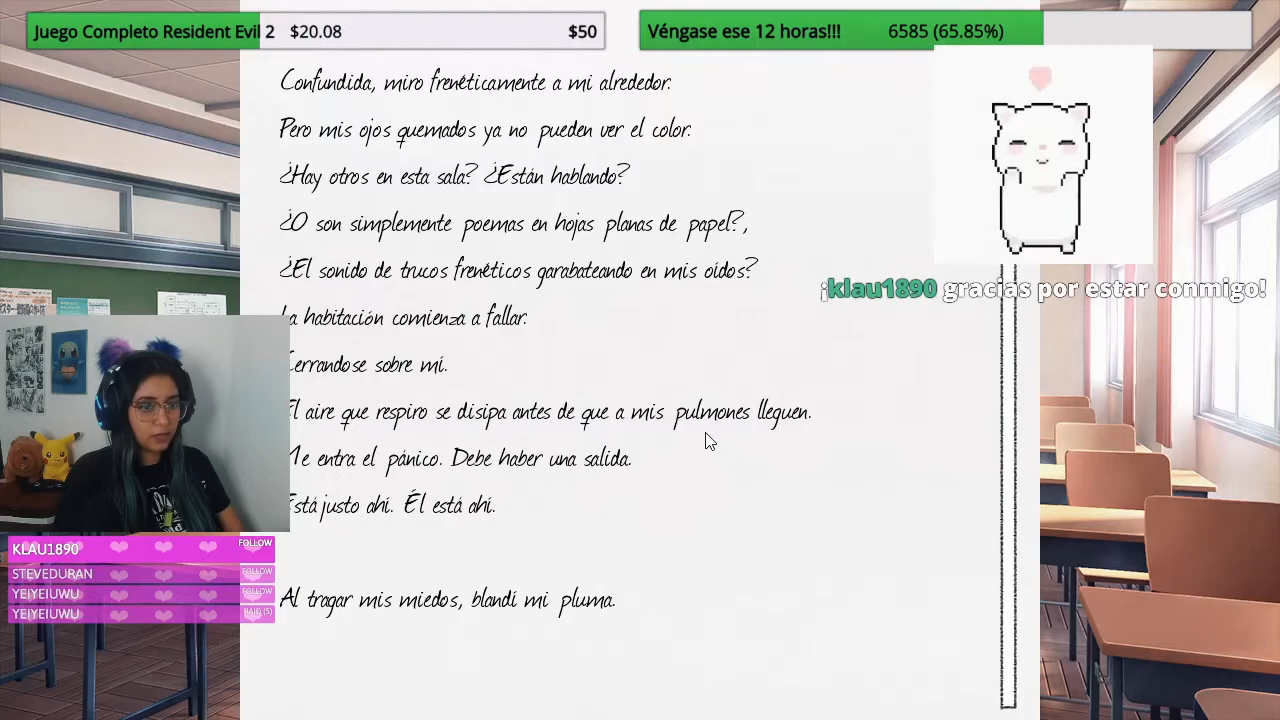 Juego Completo Resident Evil 2 $20.08 $50
Véngase ese 12 horas!!! 6585 (65.85%)
Confundida, miro frenéticamente a mi alrededor.
Pero mis ojos quemados ya no pueden ver el color.
¿Hay otros en esta sala? ¿Están hablando?
¿O son simplemente poemas en hojas planas de papel?,
¿El sonido de trucos frenéticos garabateando en mis oídos?
¡klau1890 gracias por estar conmigo!
La habitación comienza a fallar.
Cerrandose sobre mí.
El aire que respiro se disipa antes de que a mis pulmones lleguen.
Me entra el pánico. Debe haber una salida.
Está justo ahí. Él está ahí.
Al tragar mis miedos, blandi mi pluma.
KLAU1890 FOLLOW
STEVEDURAN FOLLOW
YEIYEIUWU FOLLOW
YEIYEIUWU RAID (5)